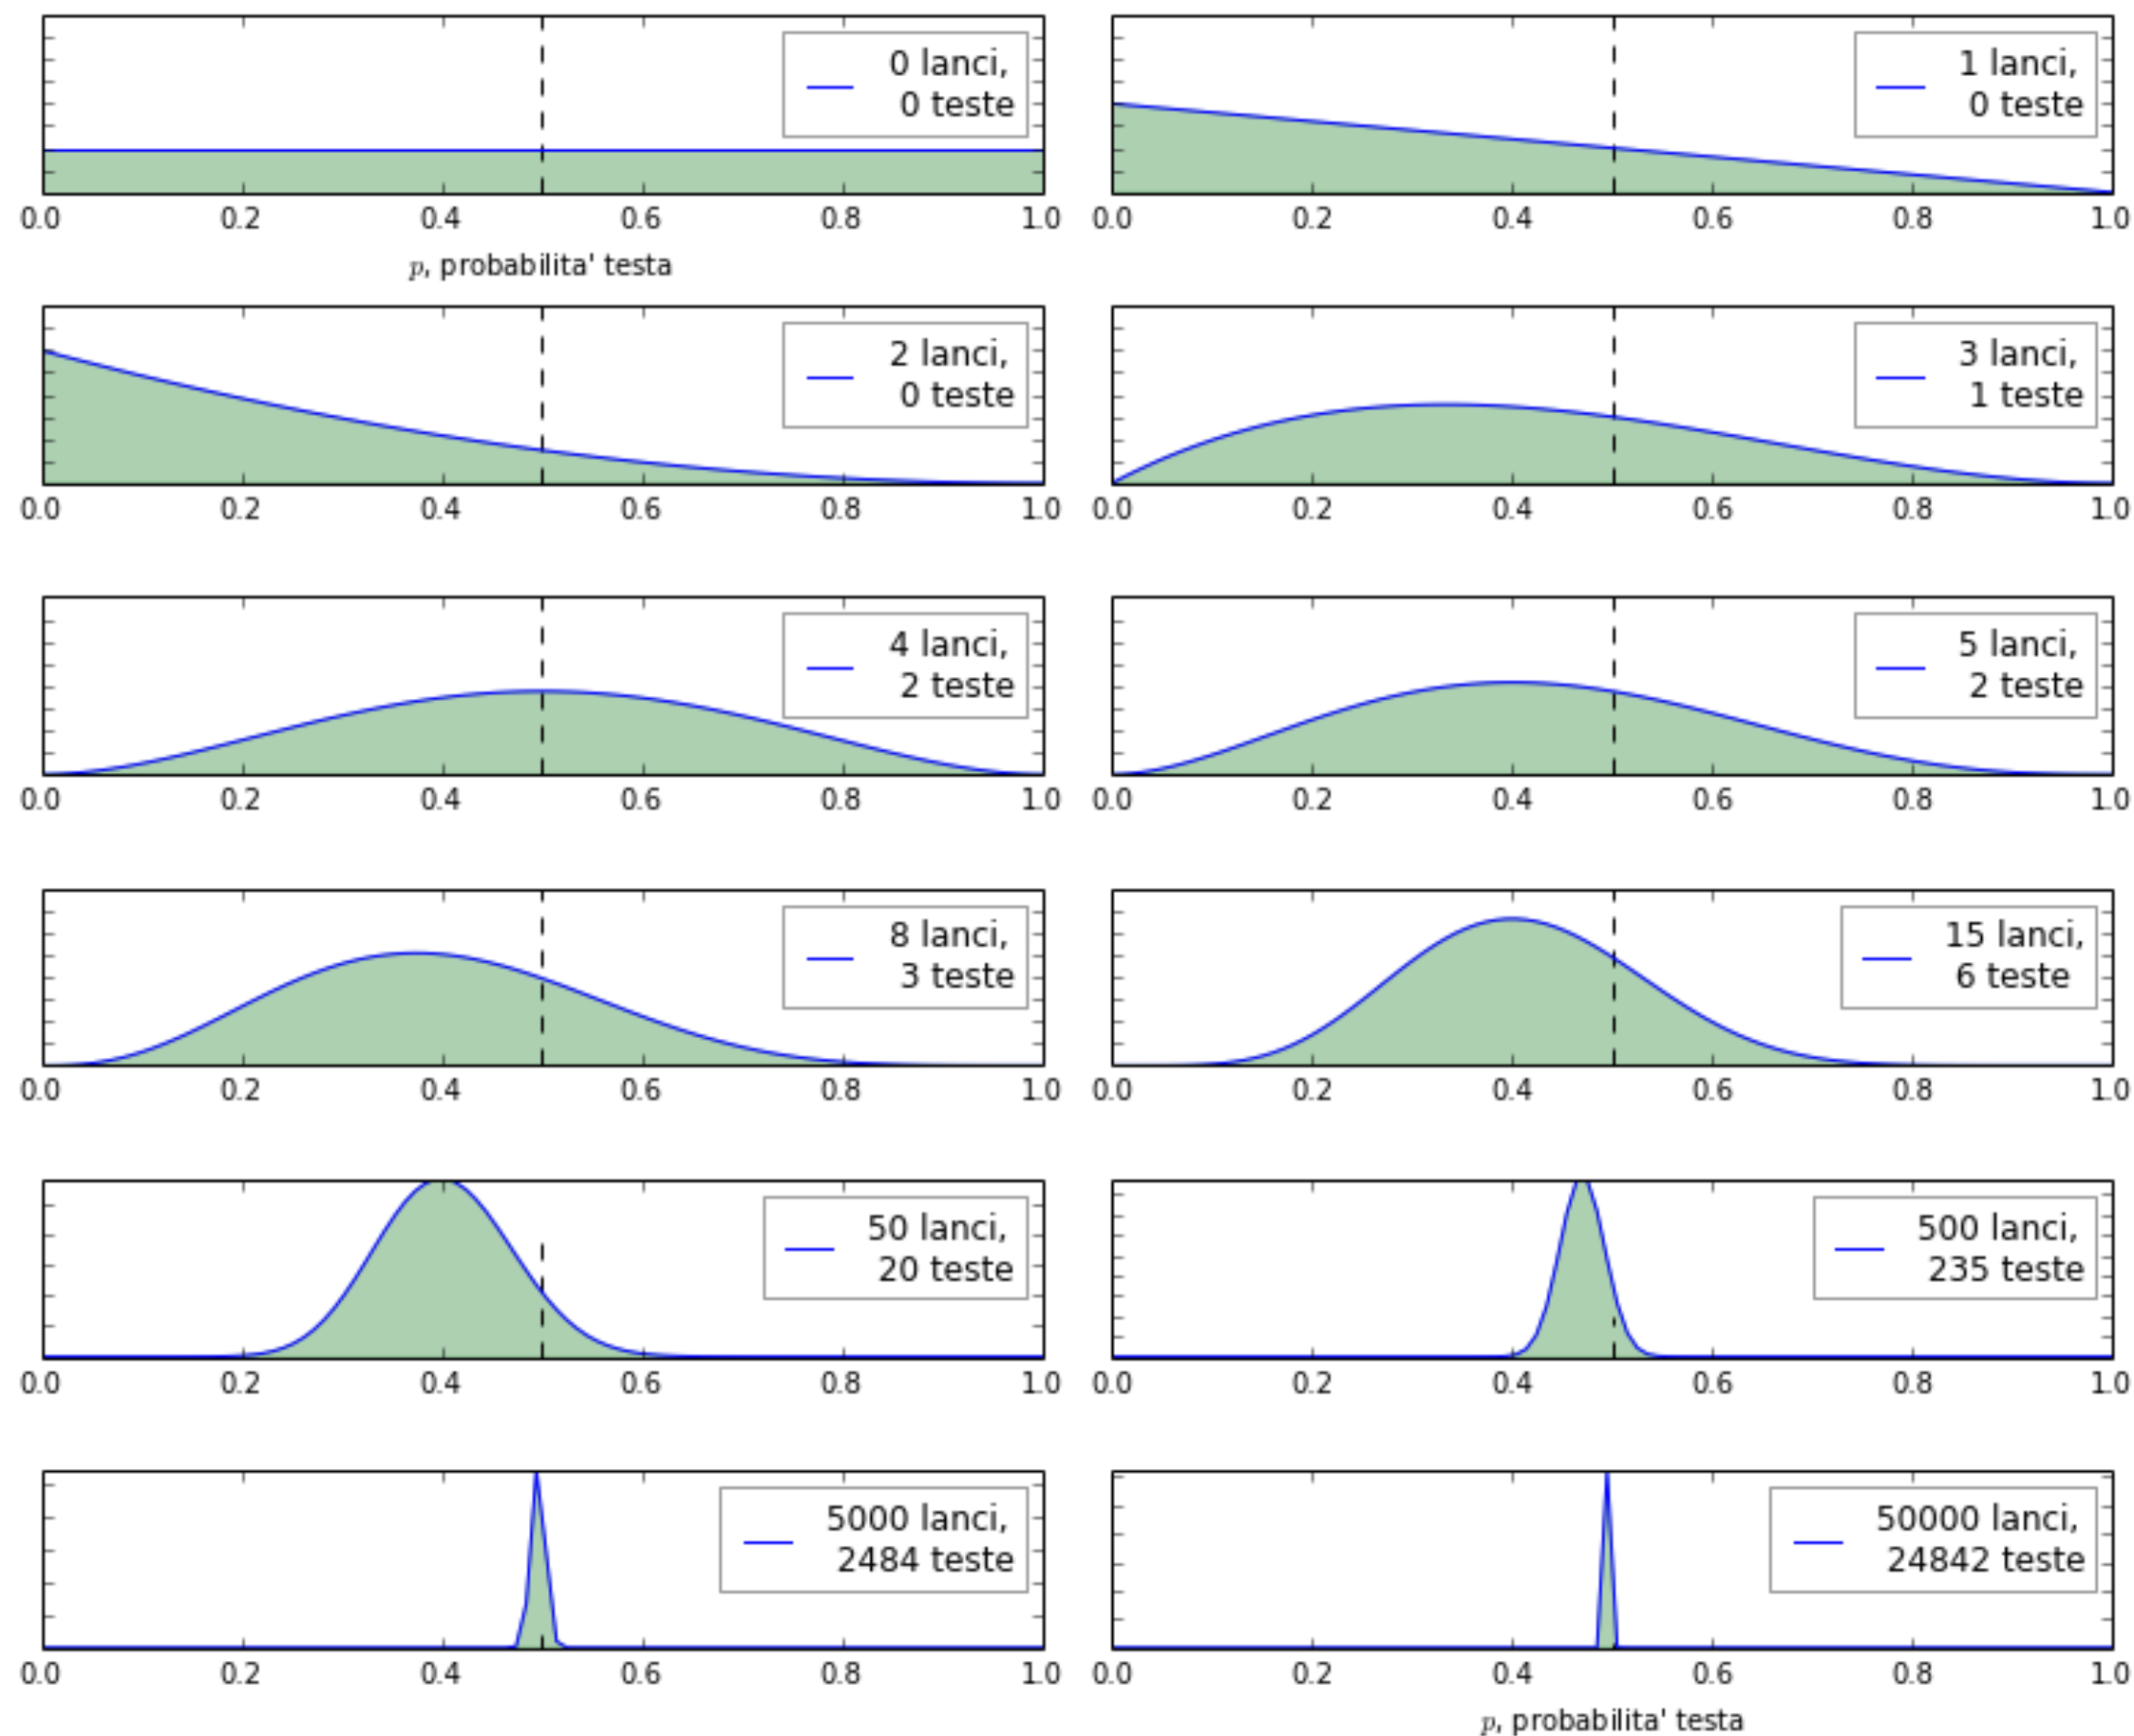 0 lanci,
0 teste
0.0 0.2 0.4 0.6 0.8 1.0
p, probabilita' testa
1 lanci,
0 teste
0.0 0.2 0.4 0.6 0.8 1.0
2 lanci,
0 teste
0.0 0.2 0.4 0.6 0.8 1.0
3 lanci,
1 teste
0.0 0.2 0.4 0.6 0.8 1.0
4 lanci,
2 teste
0.0 0.2 0.4 0.6 0.8 1.0
5 lanci,
2 teste
0.0 0.2 0.4 0.6 0.8 1.0
8 lanci,
3 teste
0.0 0.2 0.4 0.6 0.8 1.0
15 lanci,
6 teste
0.0 0.2 0.4 0.6 0.8 1.0
50 lanci,
20 teste
0.0 0.2 0.4 0.6 0.8 1.0
500 lanci,
235 teste
0.0 0.2 0.4 0.6 0.8 1.0
5000 lanci,
2484 teste
0.0 0.2 0.4 0.6 0.8 1.0
50000 lanci,
24842 teste
0.0 0.2 0.4 0.6 0.8 1.0
p, probabilita' testa